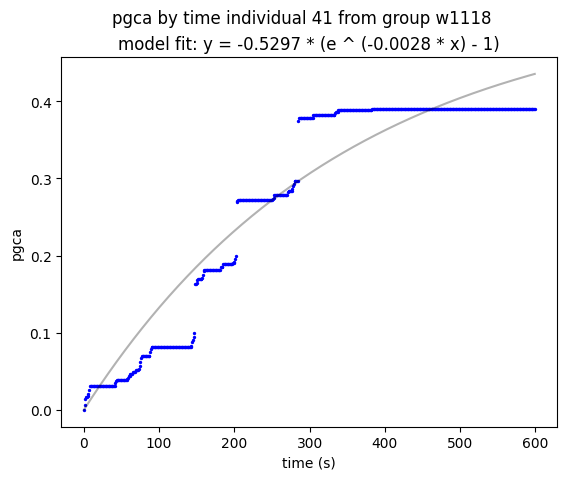 pgca by time individual 41 from group w1118
model fit: y = -0.5297 * (e ^ (-0.0028 * x) - 1)
0.4
0.3
0.2
0.1
0.0
pgca
0 100 200 300 400 500 600
time (s)